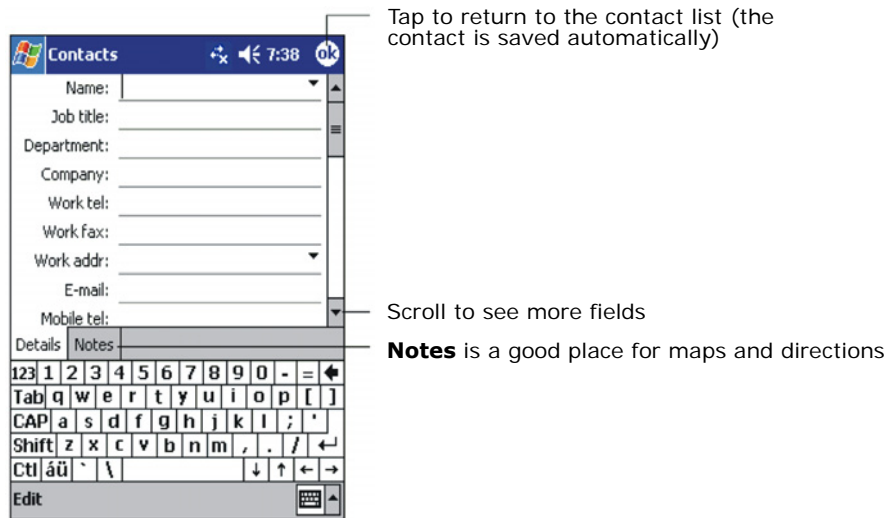 Tap to return to the contact list (the
contact is saved automatically)
Contacts 7:38 ok
Name:
Job title:
Department:
Company:
Work tel:
Work fax:
Work addr:
E-mail:
Mobile tel:
Scroll to see more fields
Details Notes
Notes is a good place for maps and directions
123 1 2 3 4 5 6 7 8 9 0 - = 
Tab q w e r t y u i o p [ ]
CAP a s d f g h j k l ; '
Shift z x c v b n m , . / ↵
Ctl áü ` \ ↓ ↑ ← →
Edit